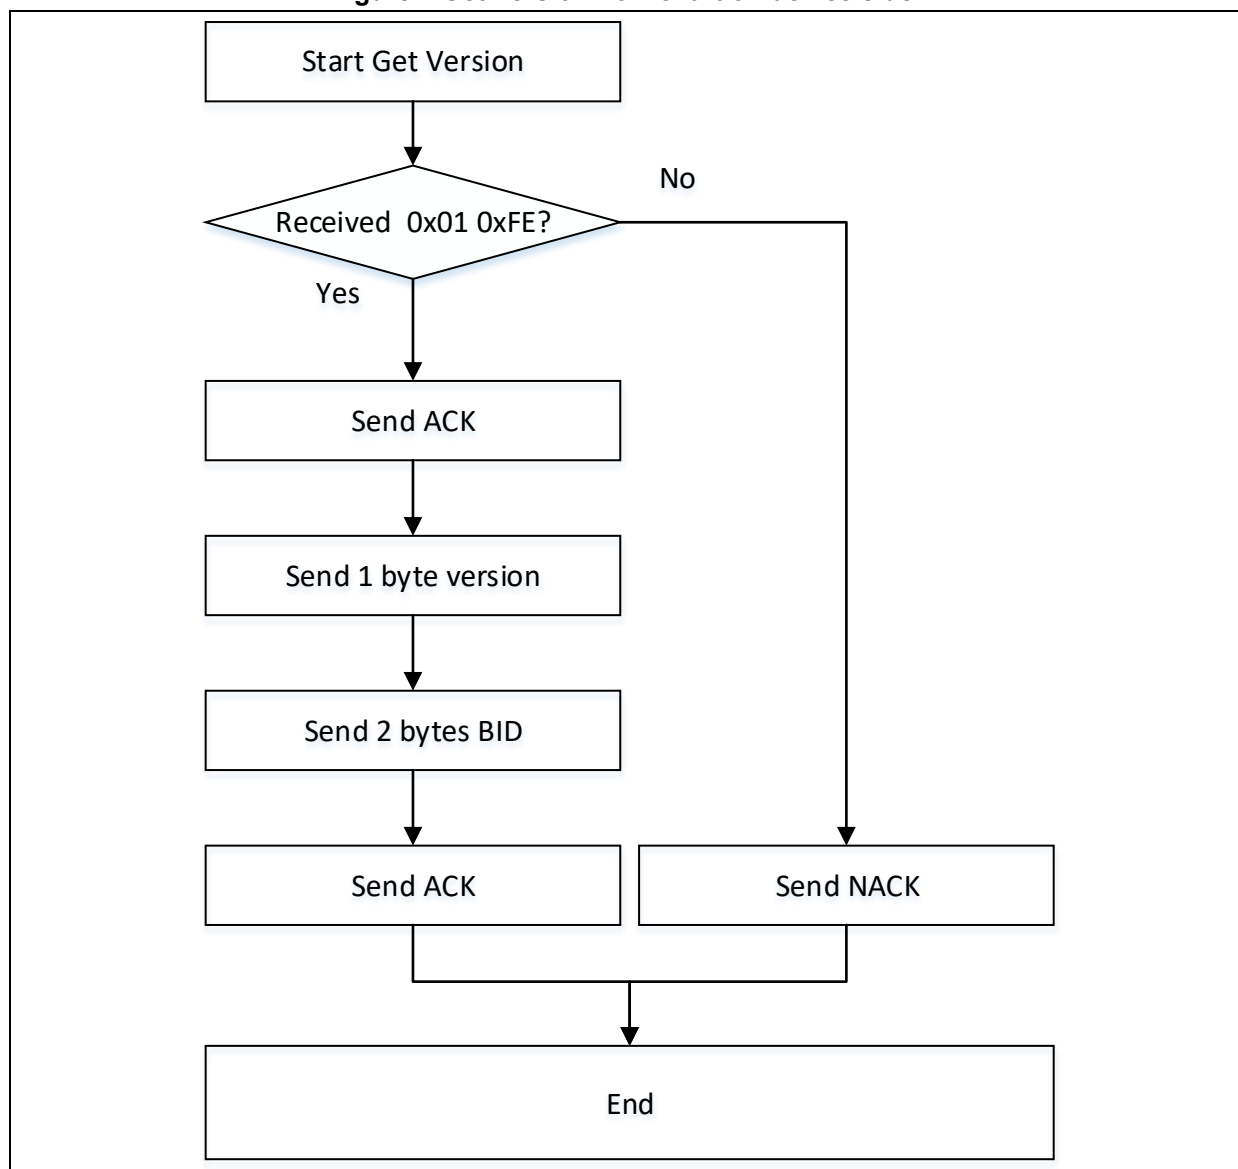 Start Get Version
No
Received 0x01 0xFE?
Yes
Send ACK
Send 1 byte version
Send 2 bytes BID
Send ACK
Send NACK
End